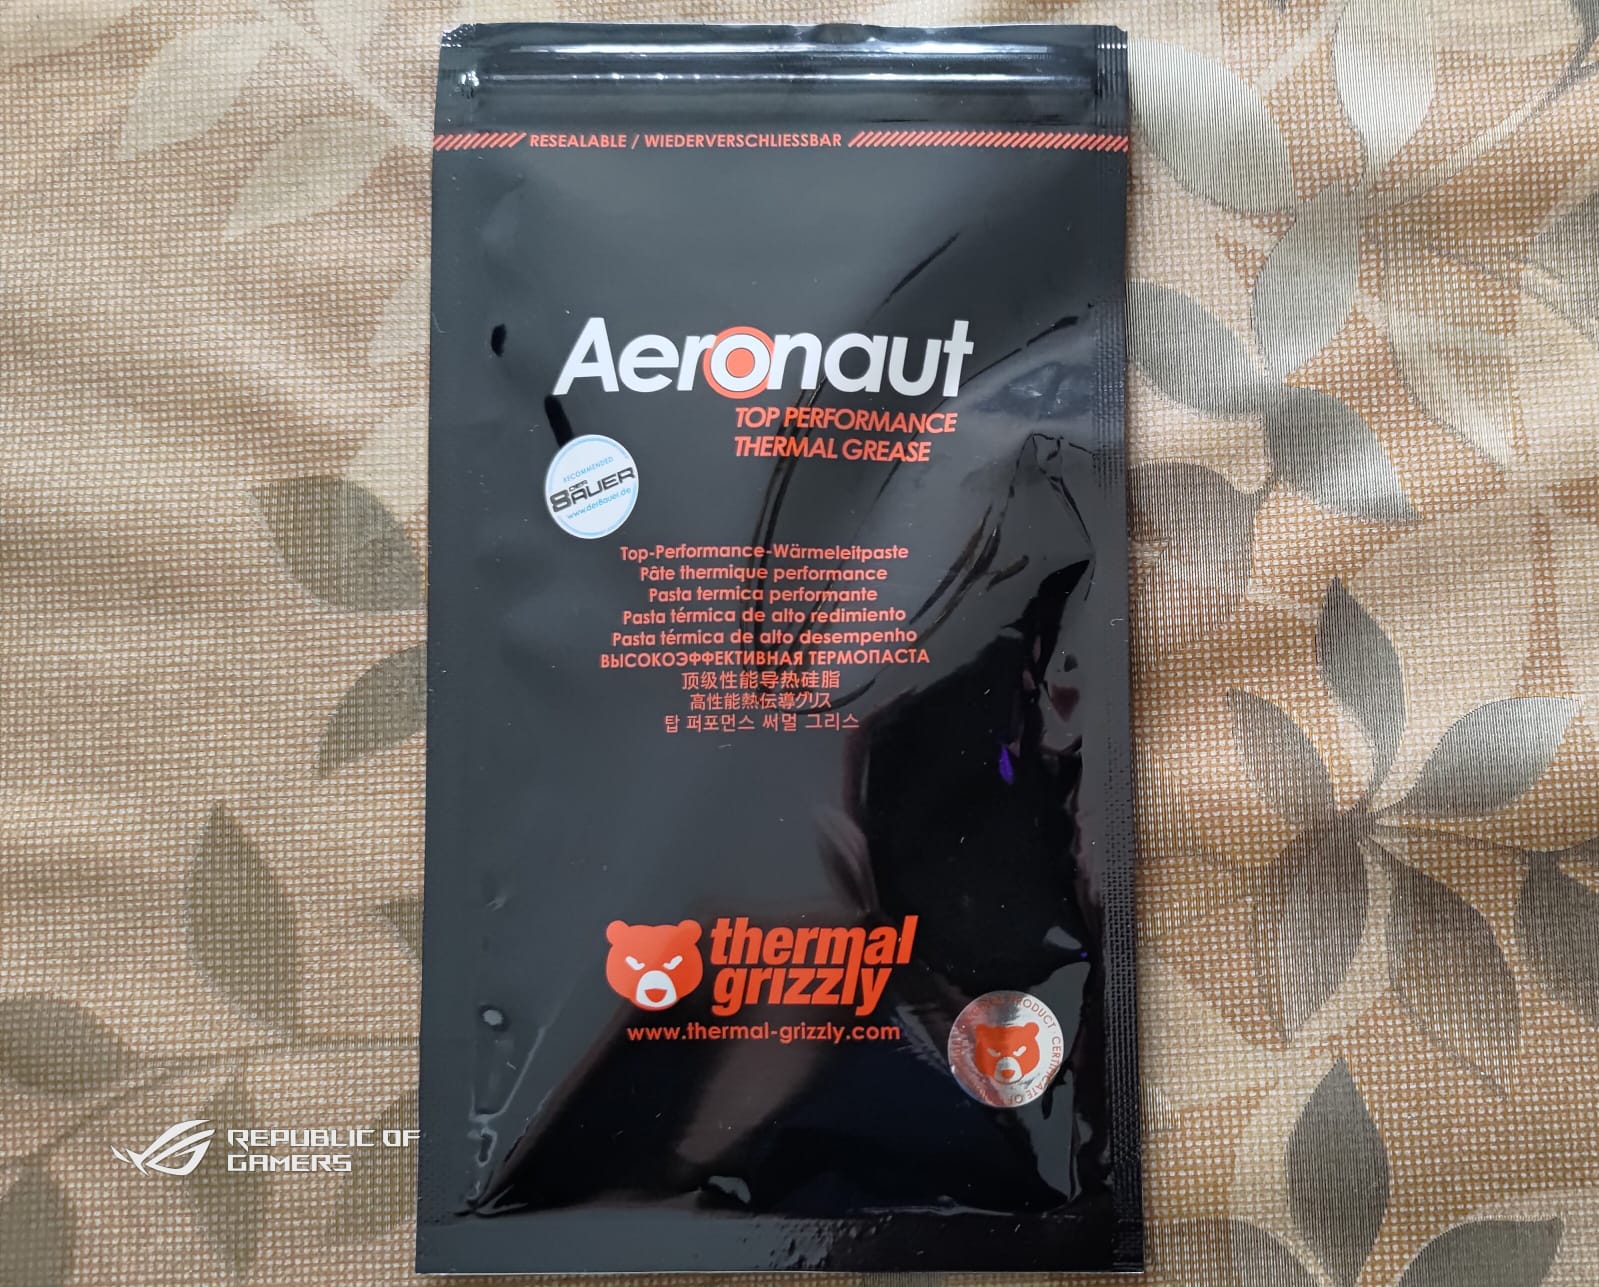 RESEALABLE / WIEDERVERSCHLIESSBAR
Aeronaut
TOP PERFORMANCE
THERMAL GREASE
RECOMMENDED
DER
8AUER
www.der8auer.de
Top-Performance-Wärmeleitpaste
Pâte thermique performance
Pasta termica performante
Pasta térmica de alto redimiento
Pasta térmica de alto desempenho
ВЫСОКОЭФФЕКТИВНАЯ ТЕРМОПАСТА
顶级性能导热硅脂
高性能熱伝導グリス
탑 퍼포먼스 써멀 그리스
thermal
grizzly
www.thermal-grizzly.com
PRODUCT CERTIFICATE OF
REPUBLIC OF
GAMERS